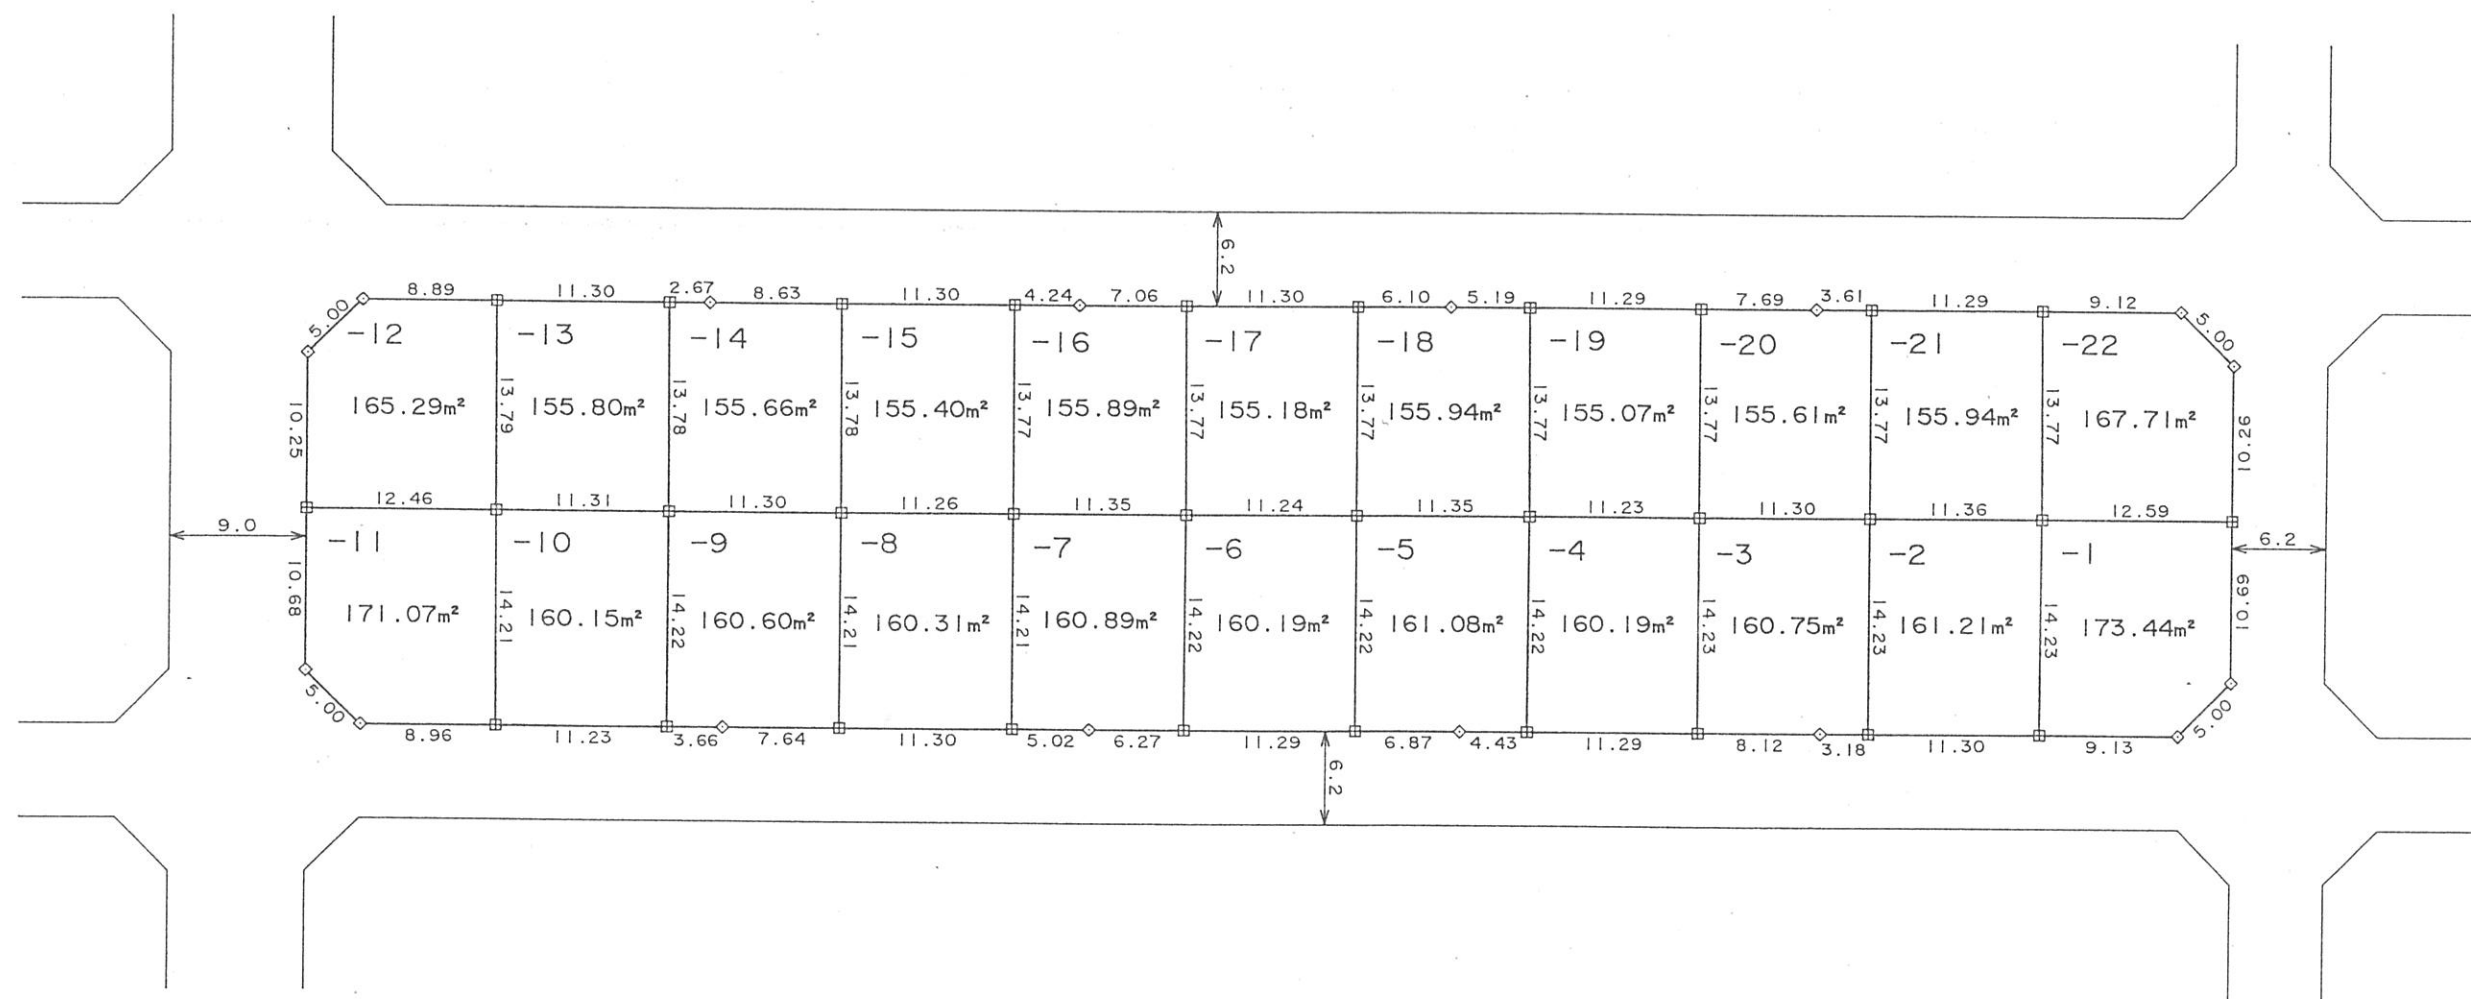 6.2
8.89 11.30 2.67 8.63 11.30 4.24 7.06 11.30 6.10 5.19 11.29 7.69 3.61 11.29 9.12
5.00 5.00
-12 -13 -14 -15 -16 -17 -18 -19 -20 -21 -22
10.25 13.79 13.78 13.78 13.77 13.77 13.77 13.77 13.77 13.77 13.77 10.26
165.29m² 155.80m² 155.66m² 155.40m² 155.89m² 155.18m² 155.94m² 155.07m² 155.61m² 155.94m² 167.71m²
12.46 11.31 11.30 11.26 11.35 11.24 11.35 11.23 11.30 11.36 12.59
9.0 6.2
-11 -10 -9 -8 -7 -6 -5 -4 -3 -2 -1
10.68 14.21 14.22 14.21 14.21 14.22 14.22 14.22 14.23 14.23 14.23 10.69
171.07m² 160.15m² 160.60m² 160.31m² 160.89m² 160.19m² 161.08m² 160.19m² 160.75m² 161.21m² 173.44m²
5.00 5.00
8.96 11.23 3.66 7.64 11.30 5.02 6.27 11.29 6.87 4.43 11.29 8.12 3.18 11.30 9.13
6.2